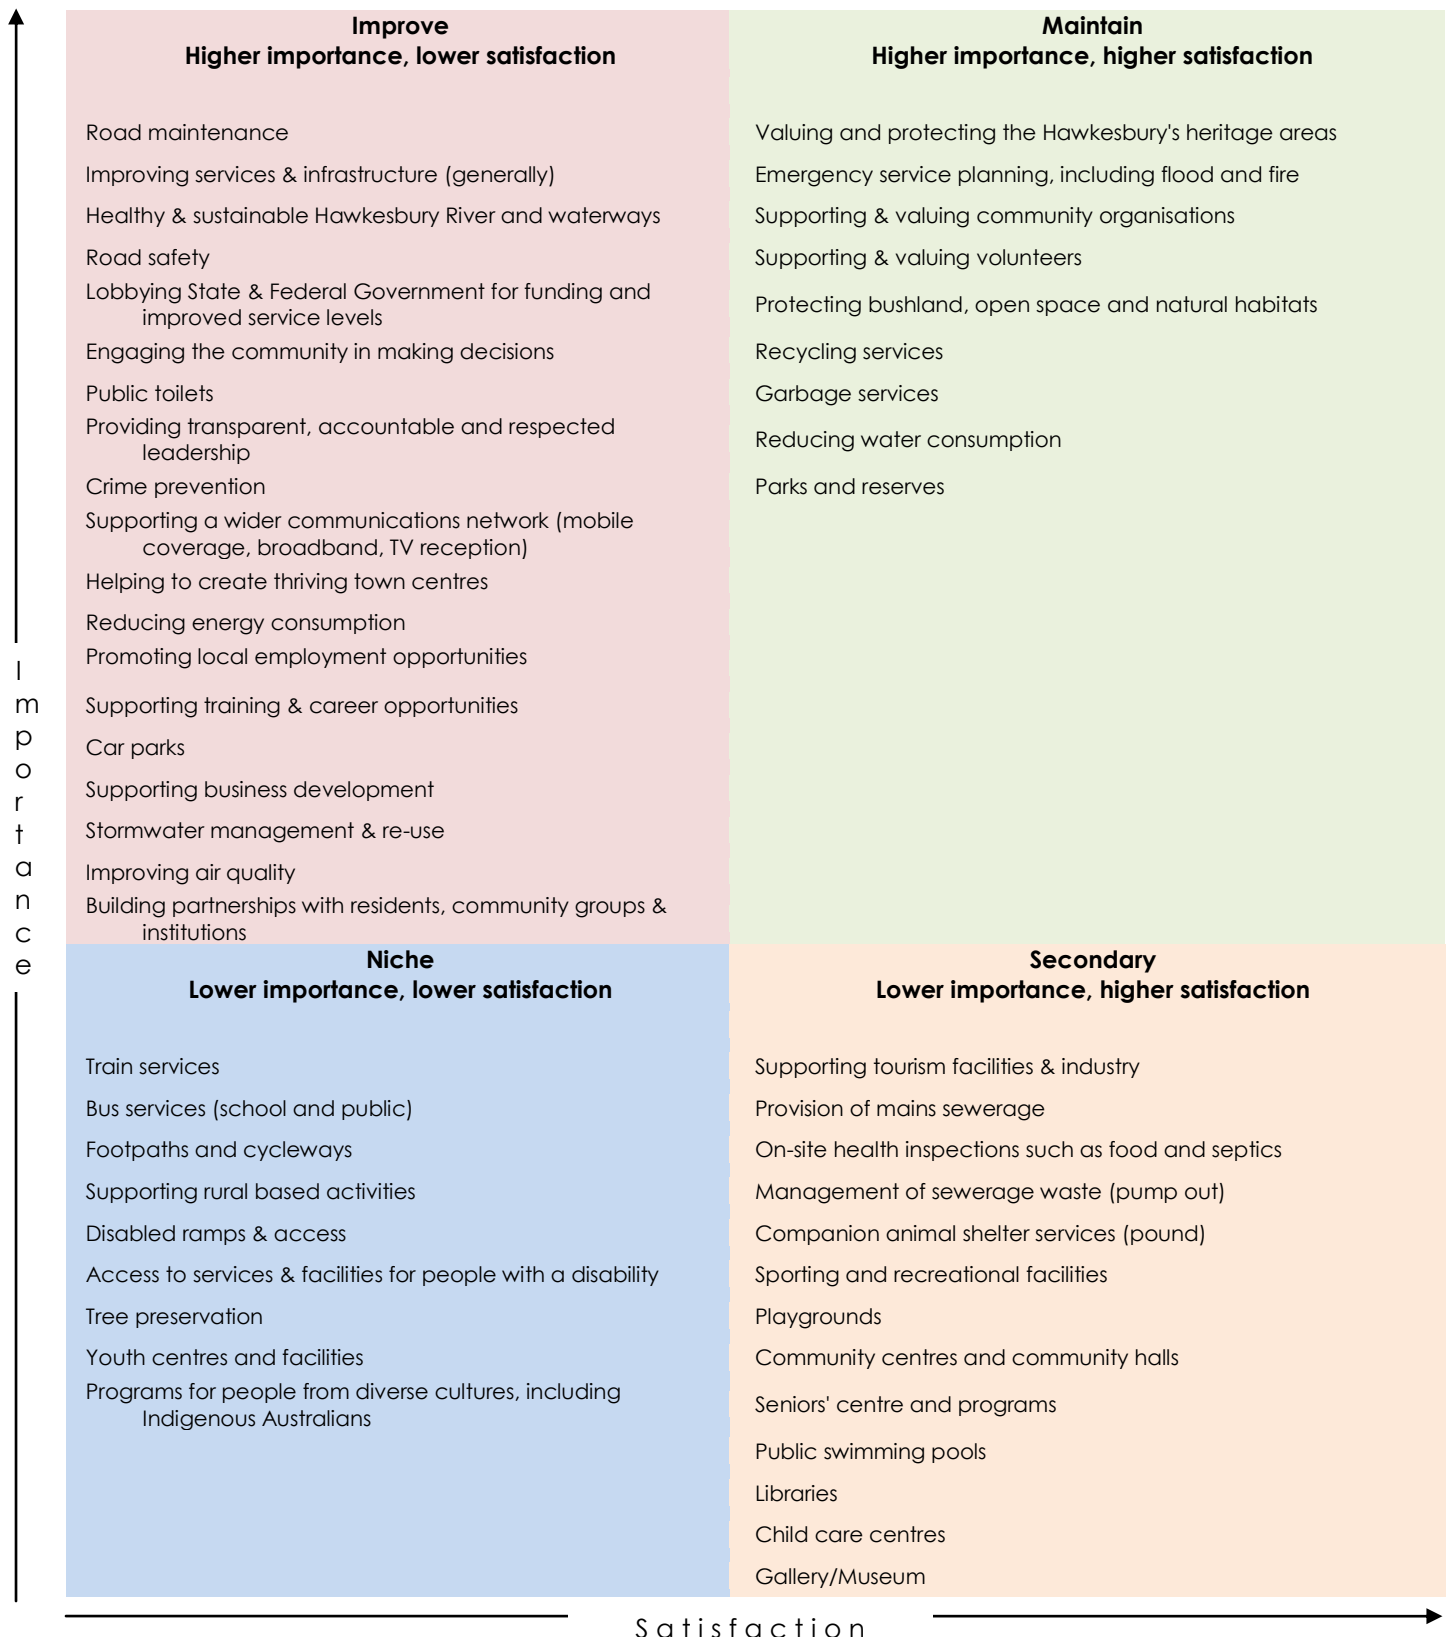 Improve
Higher importance, lower satisfaction
Road maintenance
Improving services & infrastructure (generally)
Healthy & sustainable Hawkesbury River and waterways
Road safety
Lobbying State & Federal Government for funding and
improved service levels
Engaging the community in making decisions
Public toilets
Providing transparent, accountable and respected
leadership
Crime prevention
Supporting a wider communications network (mobile
coverage, broadband, TV reception)
Helping to create thriving town centres
Reducing energy consumption
Promoting local employment opportunities
Supporting training & career opportunities
Car parks
Supporting business development
Stormwater management & re-use
Improving air quality
Building partnerships with residents, community groups &
institutions
Maintain
Higher importance, higher satisfaction
Valuing and protecting the Hawkesbury's heritage areas
Emergency service planning, including flood and fire
Supporting & valuing community organisations
Supporting & valuing volunteers
Protecting bushland, open space and natural habitats
Recycling services
Garbage services
Reducing water consumption
Parks and reserves
Importance
Niche
Lower importance, lower satisfaction
Train services
Bus services (school and public)
Footpaths and cycleways
Supporting rural based activities
Disabled ramps & access
Access to services & facilities for people with a disability
Tree preservation
Youth centres and facilities
Programs for people from diverse cultures, including
Indigenous Australians
Secondary
Lower importance, higher satisfaction
Supporting tourism facilities & industry
Provision of mains sewerage
On-site health inspections such as food and septics
Management of sewerage waste (pump out)
Companion animal shelter services (pound)
Sporting and recreational facilities
Playgrounds
Community centres and community halls
Seniors' centre and programs
Public swimming pools
Libraries
Child care centres
Gallery/Museum
Satisfaction